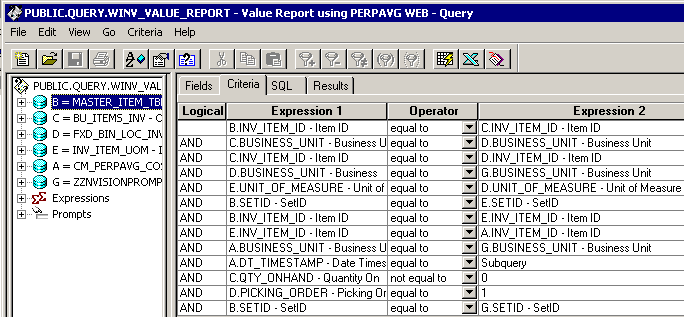 PUBLIC.QUERY.WINV_VALUE_REPORT - Value Report using PERPAVG WEB - Query
File Edit View Go Criteria Help
PUBLIC.QUERY.WINV_VAL
B = MASTER_ITEM_TBI
C = BU_ITEMS_INV - C
D = FXD_BIN_LOC_INV
E = INV_ITEM_UOM - I
A = CM_PERPAVG_COS
G = ZZNVISIONPROMP
Expressions
Prompts
Fields Criteria SQL Results
Logical Expression 1 Operator Expression 2
B.INV_ITEM_ID - Item ID equal to C.INV_ITEM_ID - Item ID
AND C.BUSINESS_UNIT - Business U equal to D.BUSINESS_UNIT - Business Unit
AND C.INV_ITEM_ID - Item ID equal to D.INV_ITEM_ID - Item ID
AND D.BUSINESS_UNIT - Business U equal to G.BUSINESS_UNIT - Business Unit
AND E.UNIT_OF_MEASURE - Unit of equal to D.UNIT_OF_MEASURE - Unit of Measure
AND B.SETID - SetID equal to E.SETID - SetID
AND B.INV_ITEM_ID - Item ID equal to E.INV_ITEM_ID - Item ID
AND E.INV_ITEM_ID - Item ID equal to A.INV_ITEM_ID - Item ID
AND A.BUSINESS_UNIT - Business U equal to G.BUSINESS_UNIT - Business Unit
AND A.DT_TIMESTAMP - Date Times equal to Subquery
AND C.QTY_ONHAND - Quantity On not equal to 0
AND D.PICKING_ORDER - Picking Or equal to 1
AND B.SETID - SetID equal to G.SETID - SetID